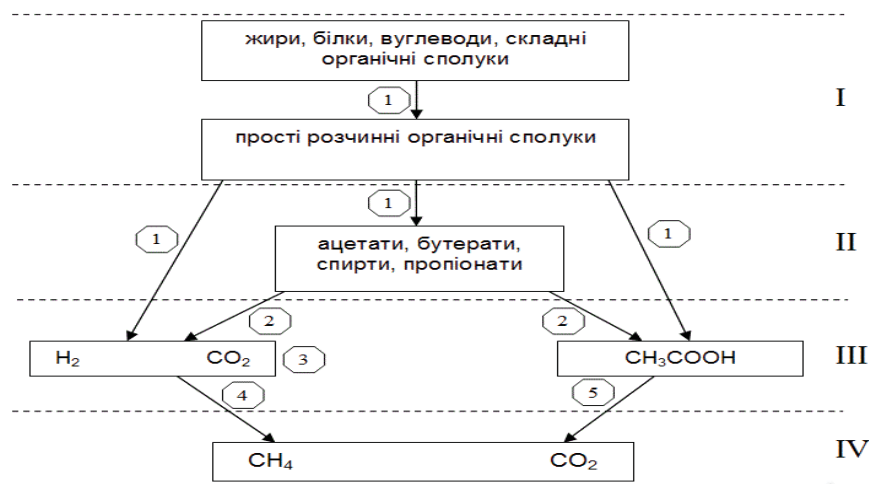 жири, білки, вуглеводи, складні
органічні сполуки
1
I
прості розчинні органічні сполуки
1
1
1
II
ацетати, бутерати,
спирти, пропіонати
2
2
H₂ CO₂
3
CH₃COOH
III
4
5
CH₄ CO₂
IV